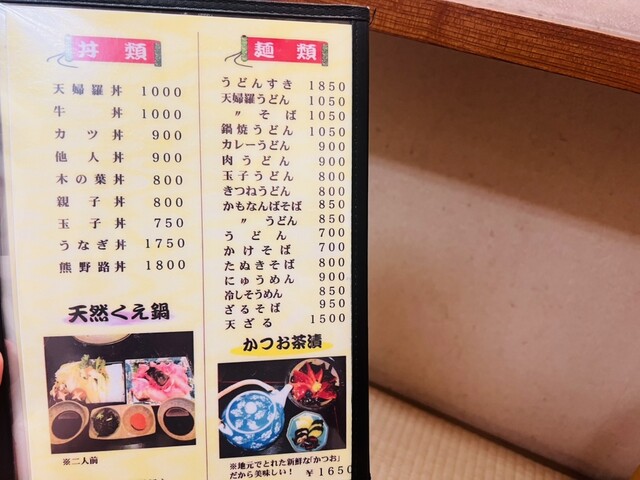 丼類
天婦羅丼 1000
牛丼 1000
カツ丼 900
他人丼 900
木の葉丼 800
親子丼 800
玉子丼 750
うなぎ丼 1750
熊野路丼 1800
天然くえ鍋
※二人前
麺類
うどんすき 1850
天婦羅うどん 1050
〃 そば 1050
鍋焼うどん 1050
カレーうどん 900
肉うどん 900
玉子うどん 800
きつねうどん 800
かもなんばそば 850
〃 うどん 850
うどん 700
かけそば 700
たぬきそば 800
にゅうめん 900
冷しそうめん 850
ざるそば 950
天ざる 1500
かつお茶漬
※地元でとれた新鮮な「かつお」
だから美味しい! ¥1650